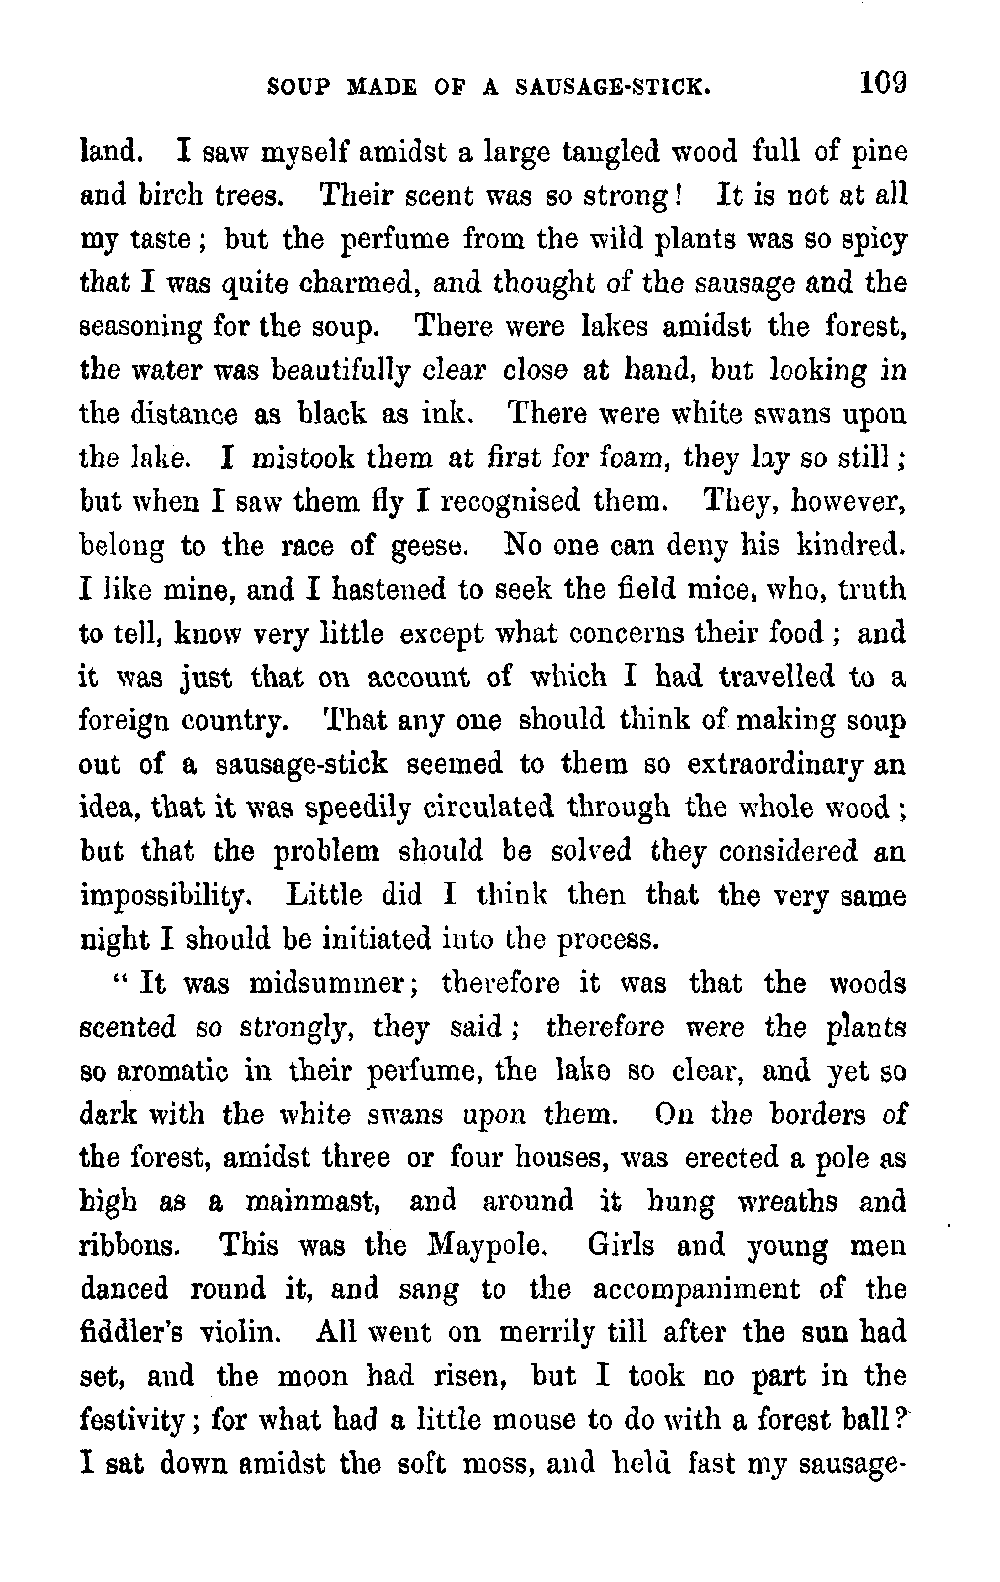 SOUP MADE OF A SAUSAGE-STICK. 109
land. I saw myself amidst a large tangled wood full of pine
and birch trees. Their scent was so strong! It is not at all
my taste; but the perfume from the wild plants was so spicy
that I was quite charmed, and thought of the sausage and the
seasoning for the soup. There were lakes amidst the forest,
the water was beautifully clear close at hand, but looking in
the distance as black as ink. There were white swans upon
the lake. I mistook them at first for foam, they lay so still;
but when I saw them fly I recognised them. They, however,
belong to the race of geese. No one can deny his kindred.
I like mine, and I hastened to seek the field mice, who, truth
to tell, know very little except what concerns their food; and
it was just that on account of which I had travelled to a
foreign country. That any one should think of making soup
out of a sausage-stick seemed to them so extraordinary an
idea, that it was speedily circulated through the whole wood;
but that the problem should be solved they considered an
impossibility. Little did I think then that the very same
night I should be initiated into the process.
“It was midsummer; therefore it was that the woods
scented so strongly, they said; therefore were the plants
so aromatic in their perfume, the lake so clear, and yet so
dark with the white swans upon them. On the borders of
the forest, amidst three or four houses, was erected a pole as
high as a mainmast, and around it hung wreaths and
ribbons. This was the Maypole. Girls and young men
danced round it, and sang to the accompaniment of the
fiddler's violin. All went on merrily till after the sun had
set, and the moon had risen, but I took no part in the
festivity; for what had a little mouse to do with a forest ball?
I sat down amidst the soft moss, and held fast my sausage-